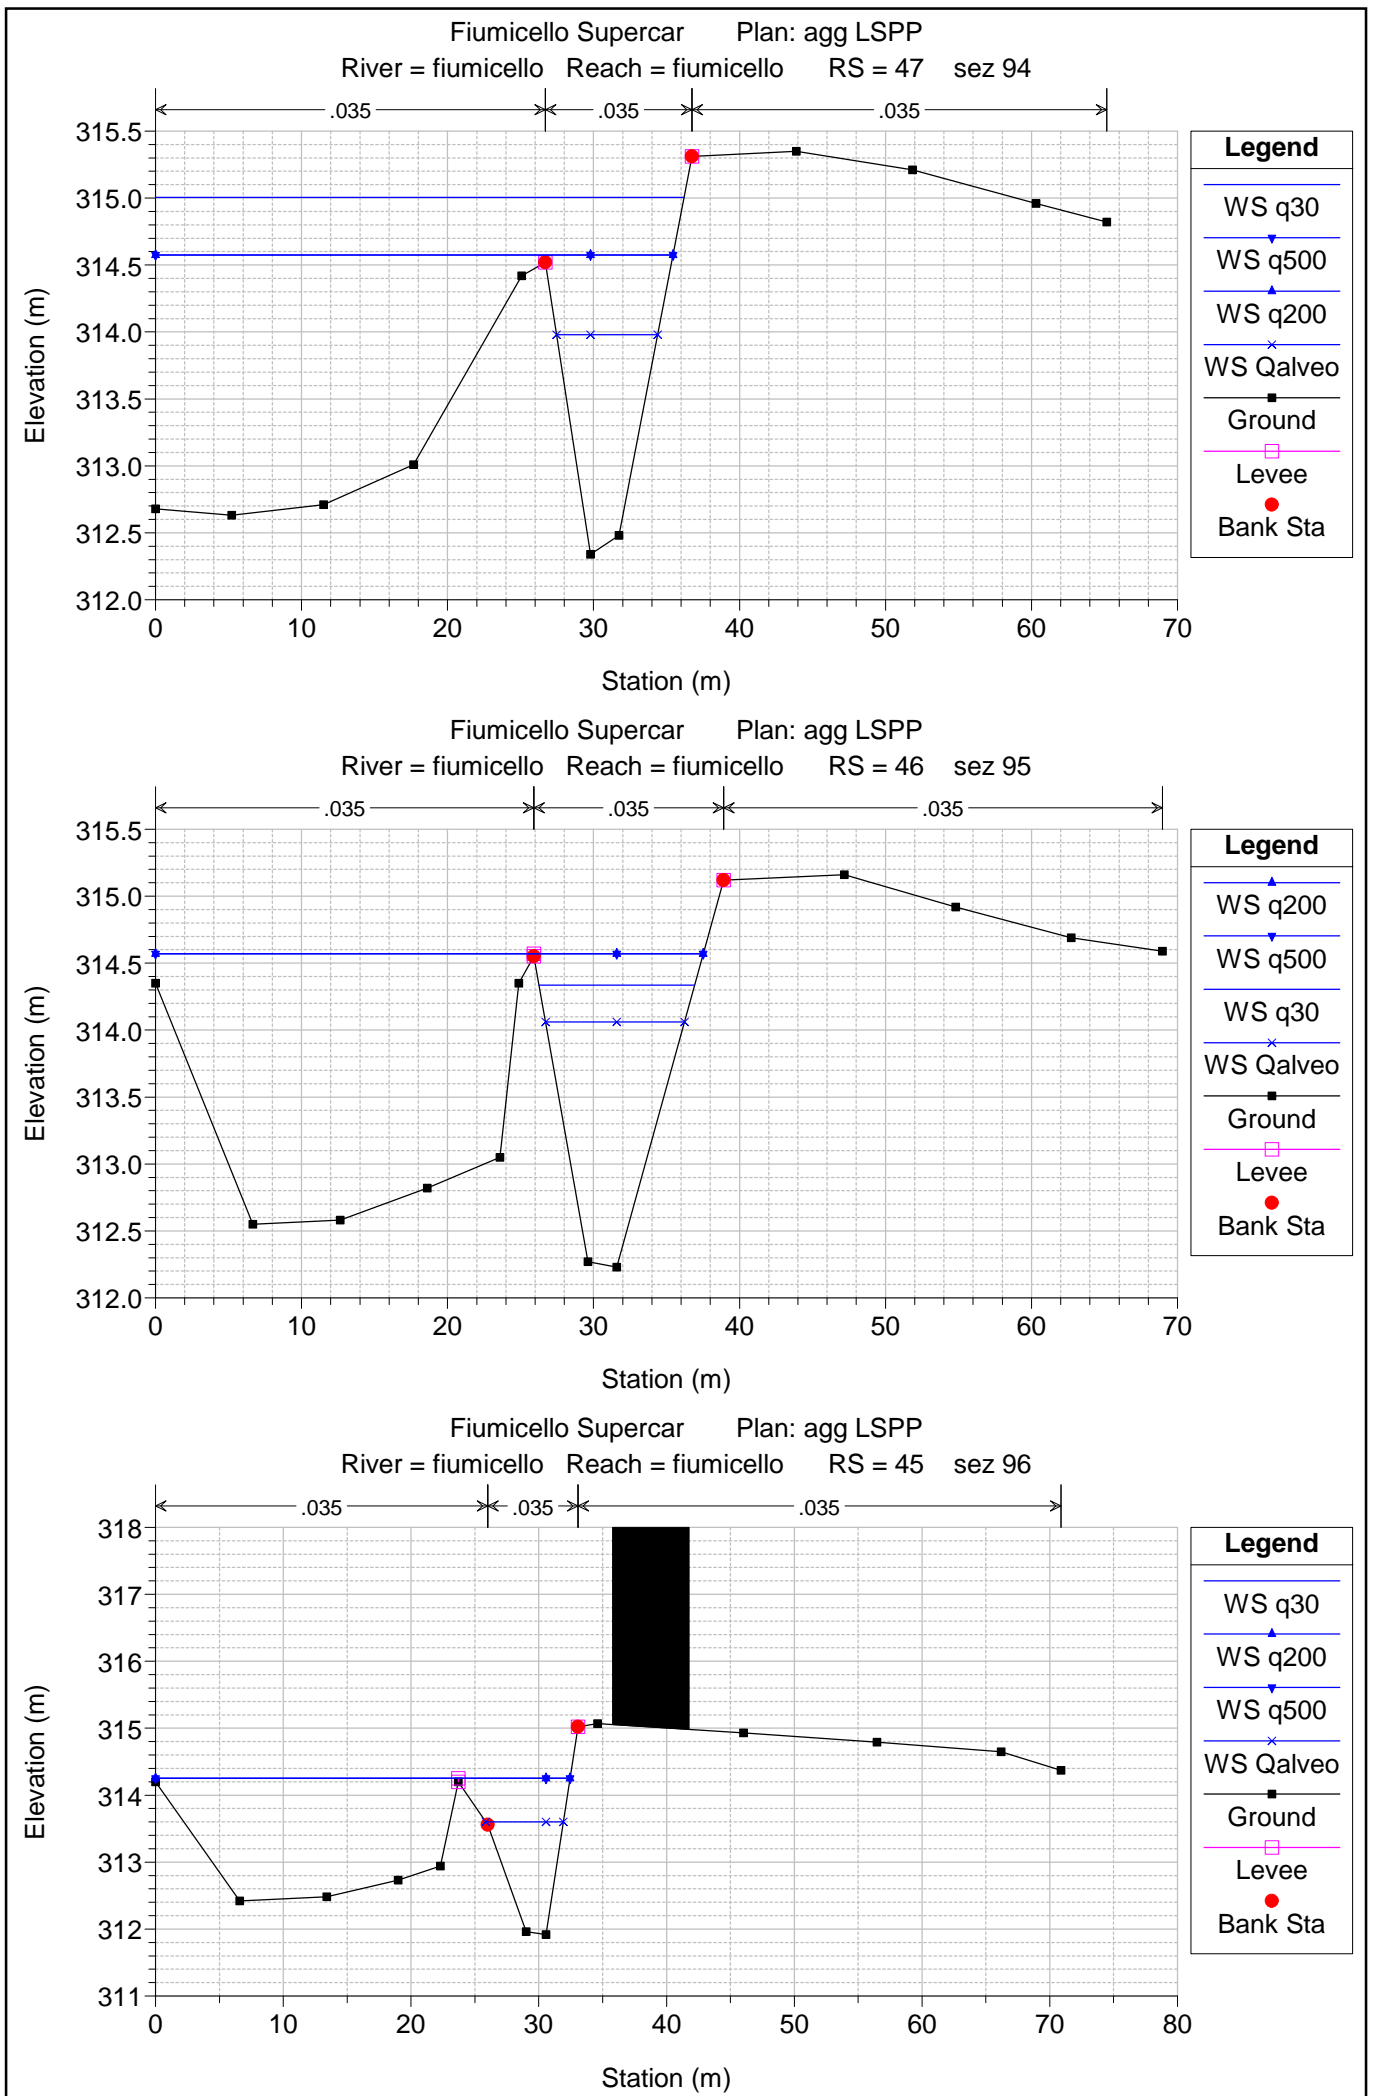 Fiumicello Supercar Plan: agg LSPP
River = fiumicello Reach = fiumicello RS = 47 sez 94
.035 .035 .035
315.5
315.0
314.5
314.0
313.5
313.0
312.5
312.0
Elevation (m)
0 10 20 30 40 50 60 70
Station (m)
Legend
WS q30
WS q500
WS q200
WS Qalveo
Ground
Levee
Bank Sta
Fiumicello Supercar Plan: agg LSPP
River = fiumicello Reach = fiumicello RS = 46 sez 95
.035 .035 .035
315.5
315.0
314.5
314.0
313.5
313.0
312.5
312.0
Elevation (m)
0 10 20 30 40 50 60 70
Station (m)
Legend
WS q200
WS q500
WS q30
WS Qalveo
Ground
Levee
Bank Sta
Fiumicello Supercar Plan: agg LSPP
River = fiumicello Reach = fiumicello RS = 45 sez 96
.035 .035 .035
318
317
316
315
314
313
312
311
Elevation (m)
0 10 20 30 40 50 60 70 80
Station (m)
Legend
WS q30
WS q200
WS q500
WS Qalveo
Ground
Levee
Bank Sta